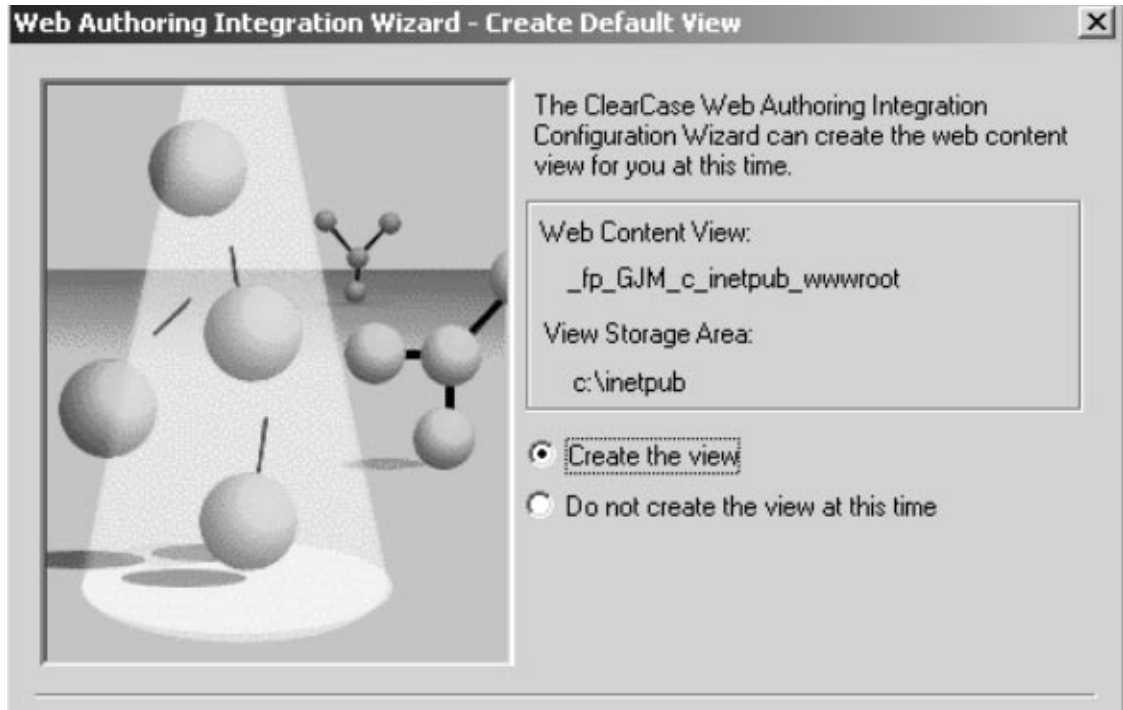 Web Authoring Integration Wizard - Create Default View
The ClearCase Web Authoring Integration
Configuration Wizard can create the web content
view for you at this time.
Web Content View:
_fp_GJM_c_inetpub_wwwroot
View Storage Area:
c:\inetpub
Create the view
Do not create the view at this time